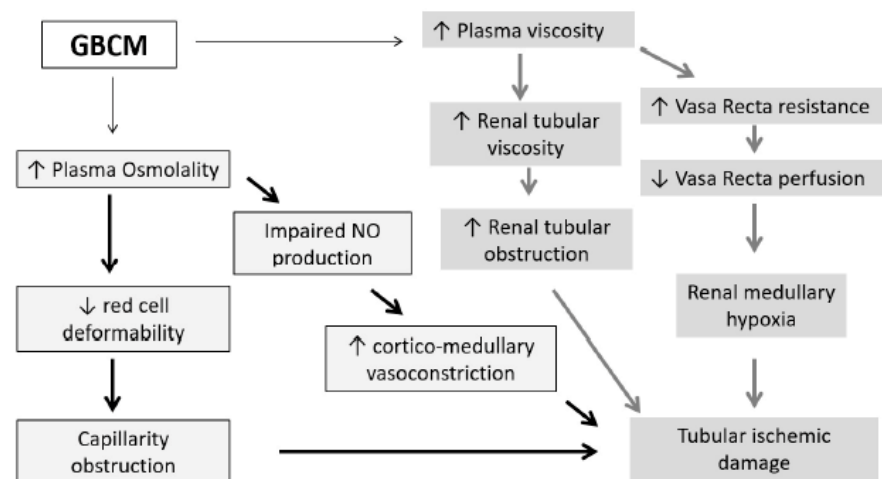 GBCM
↑ Plasma viscosity
↑ Vasa Recta resistance
↑ Renal tubular
viscosity
↑ Plasma Osmolality
↓ Vasa Recta perfusion
Impaired NO
production
↑ Renal tubular
obstruction
↓ red cell
deformability
Renal medullary
hypoxia
↑ cortico-medullary
vasoconstriction
Capillarity
obstruction
Tubular ischemic
damage